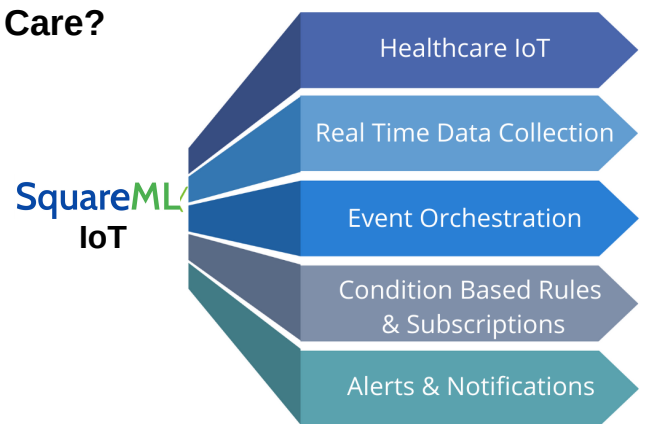 Care?
Healthcare IoT
Real Time Data Collection
SquareML
IoT
Event Orchestration
Condition Based Rules
& Subscriptions
Alerts & Notifications